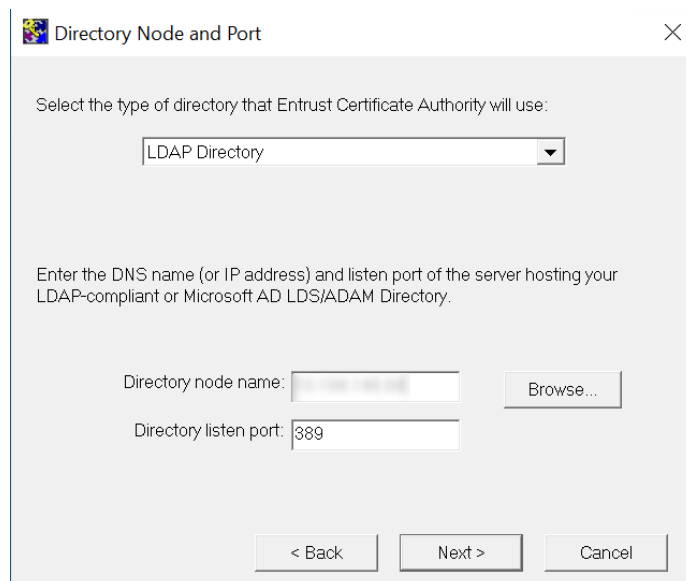 Directory Node and Port
Select the type of directory that Entrust Certificate Authority will use:
LDAP Directory
Enter the DNS name (or IP address) and listen port of the server hosting your
LDAP-compliant or Microsoft AD LDS/ADAM Directory.
Directory node name:
Browse...
Directory listen port: 389
< Back Next > Cancel